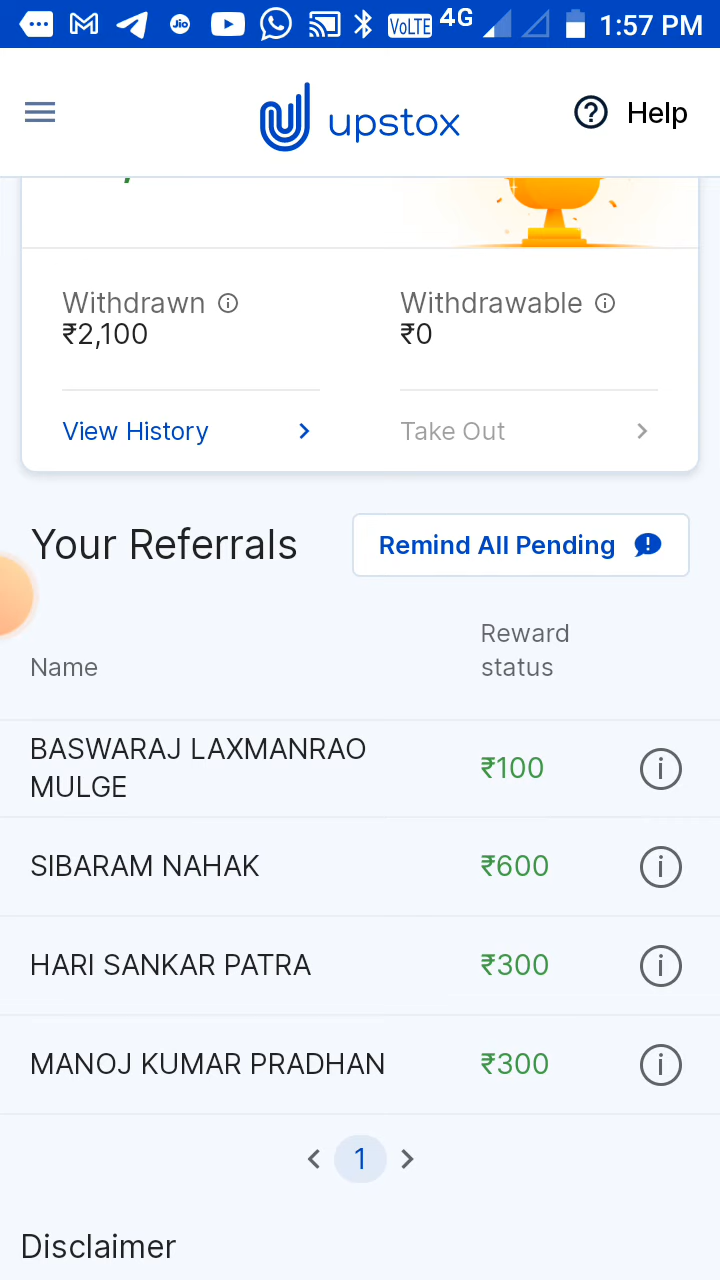 Jio
VoLTE 4G 1:57 PM
upstox
Help
Withdrawn
Withdrawable
₹2,100
₹0
View History
Take Out
Your Referrals
Remind All Pending
Reward
status
Name
BASWARAJ LAXMANRAO
MULGE
₹100
SIBARAM NAHAK
₹600
HARI SANKAR PATRA
₹300
MANOJ KUMAR PRADHAN
₹300
1
Disclaimer